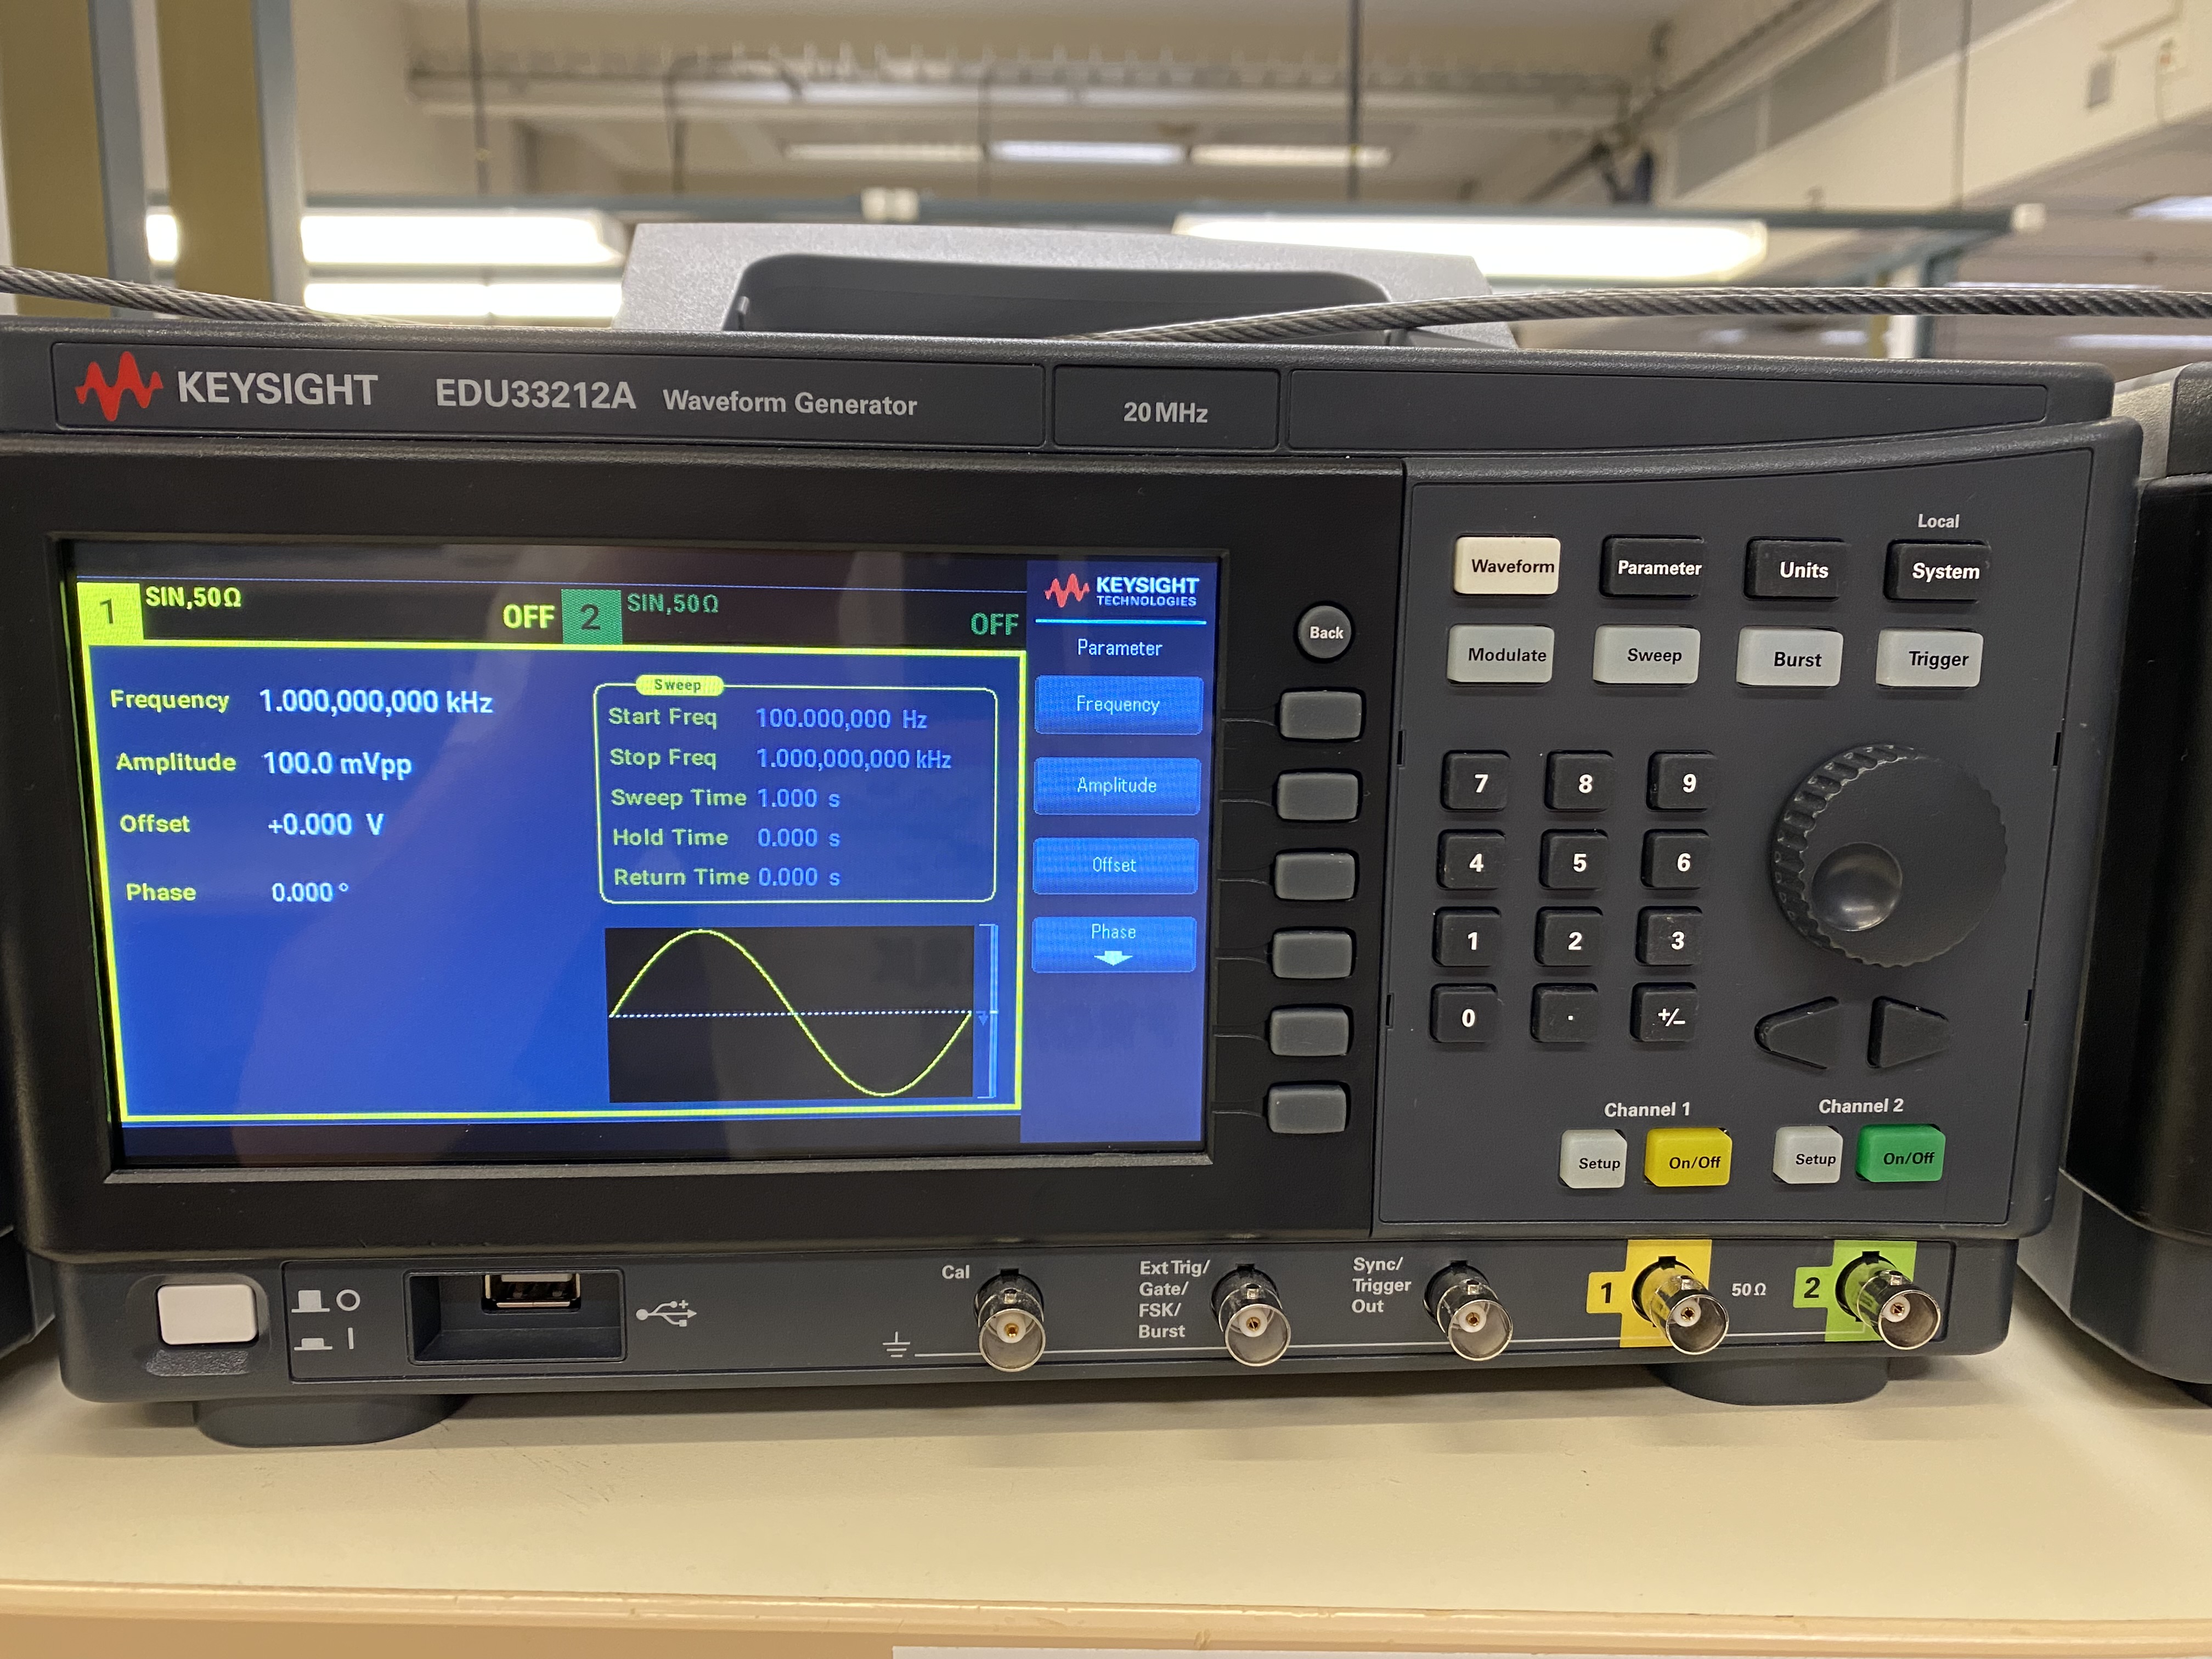 KEYSIGHT EDU33212A Waveform Generator 20 MHz
1 SIN,50Ω OFF
2 SIN,50Ω OFF
Frequency 1.000,000,000 kHz
Amplitude 100.0 mVpp
Offset +0.000 V
Phase 0.000 °
Sweep
Start Freq 100.000,000 Hz
Stop Freq 1.000,000,000 kHz
Sweep Time 1.000 s
Hold Time 0.000 s
Return Time 0.000 s
KEYSIGHT
TECHNOLOGIES
Parameter
Frequency
Amplitude
Offset
Phase
Back
Local
Waveform Parameter Units System
Modulate Sweep Burst Trigger
7 8 9
4 5 6
1 2 3
0 . +/−
Channel 1 Channel 2
Setup On/Off Setup On/Off
Cal
Ext Trig/
Gate/
FSK/
Burst
Sync/
Trigger
Out
1 50Ω 2